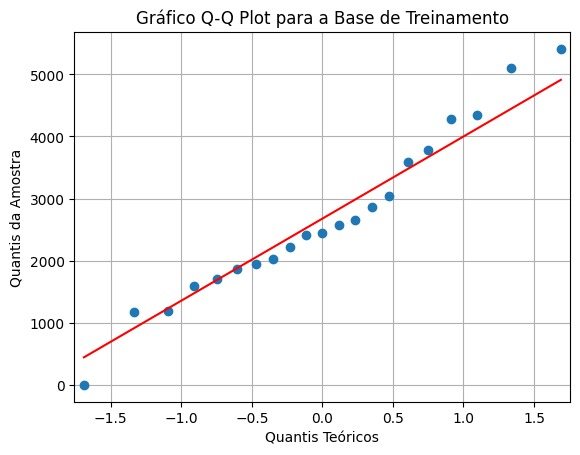 Gráfico Q-Q Plot para a Base de Treinamento
Quantis da Amostra
5000
4000
3000
2000
1000
0
−1.5 −1.0 −0.5 0.0 0.5 1.0 1.5
Quantis Teóricos